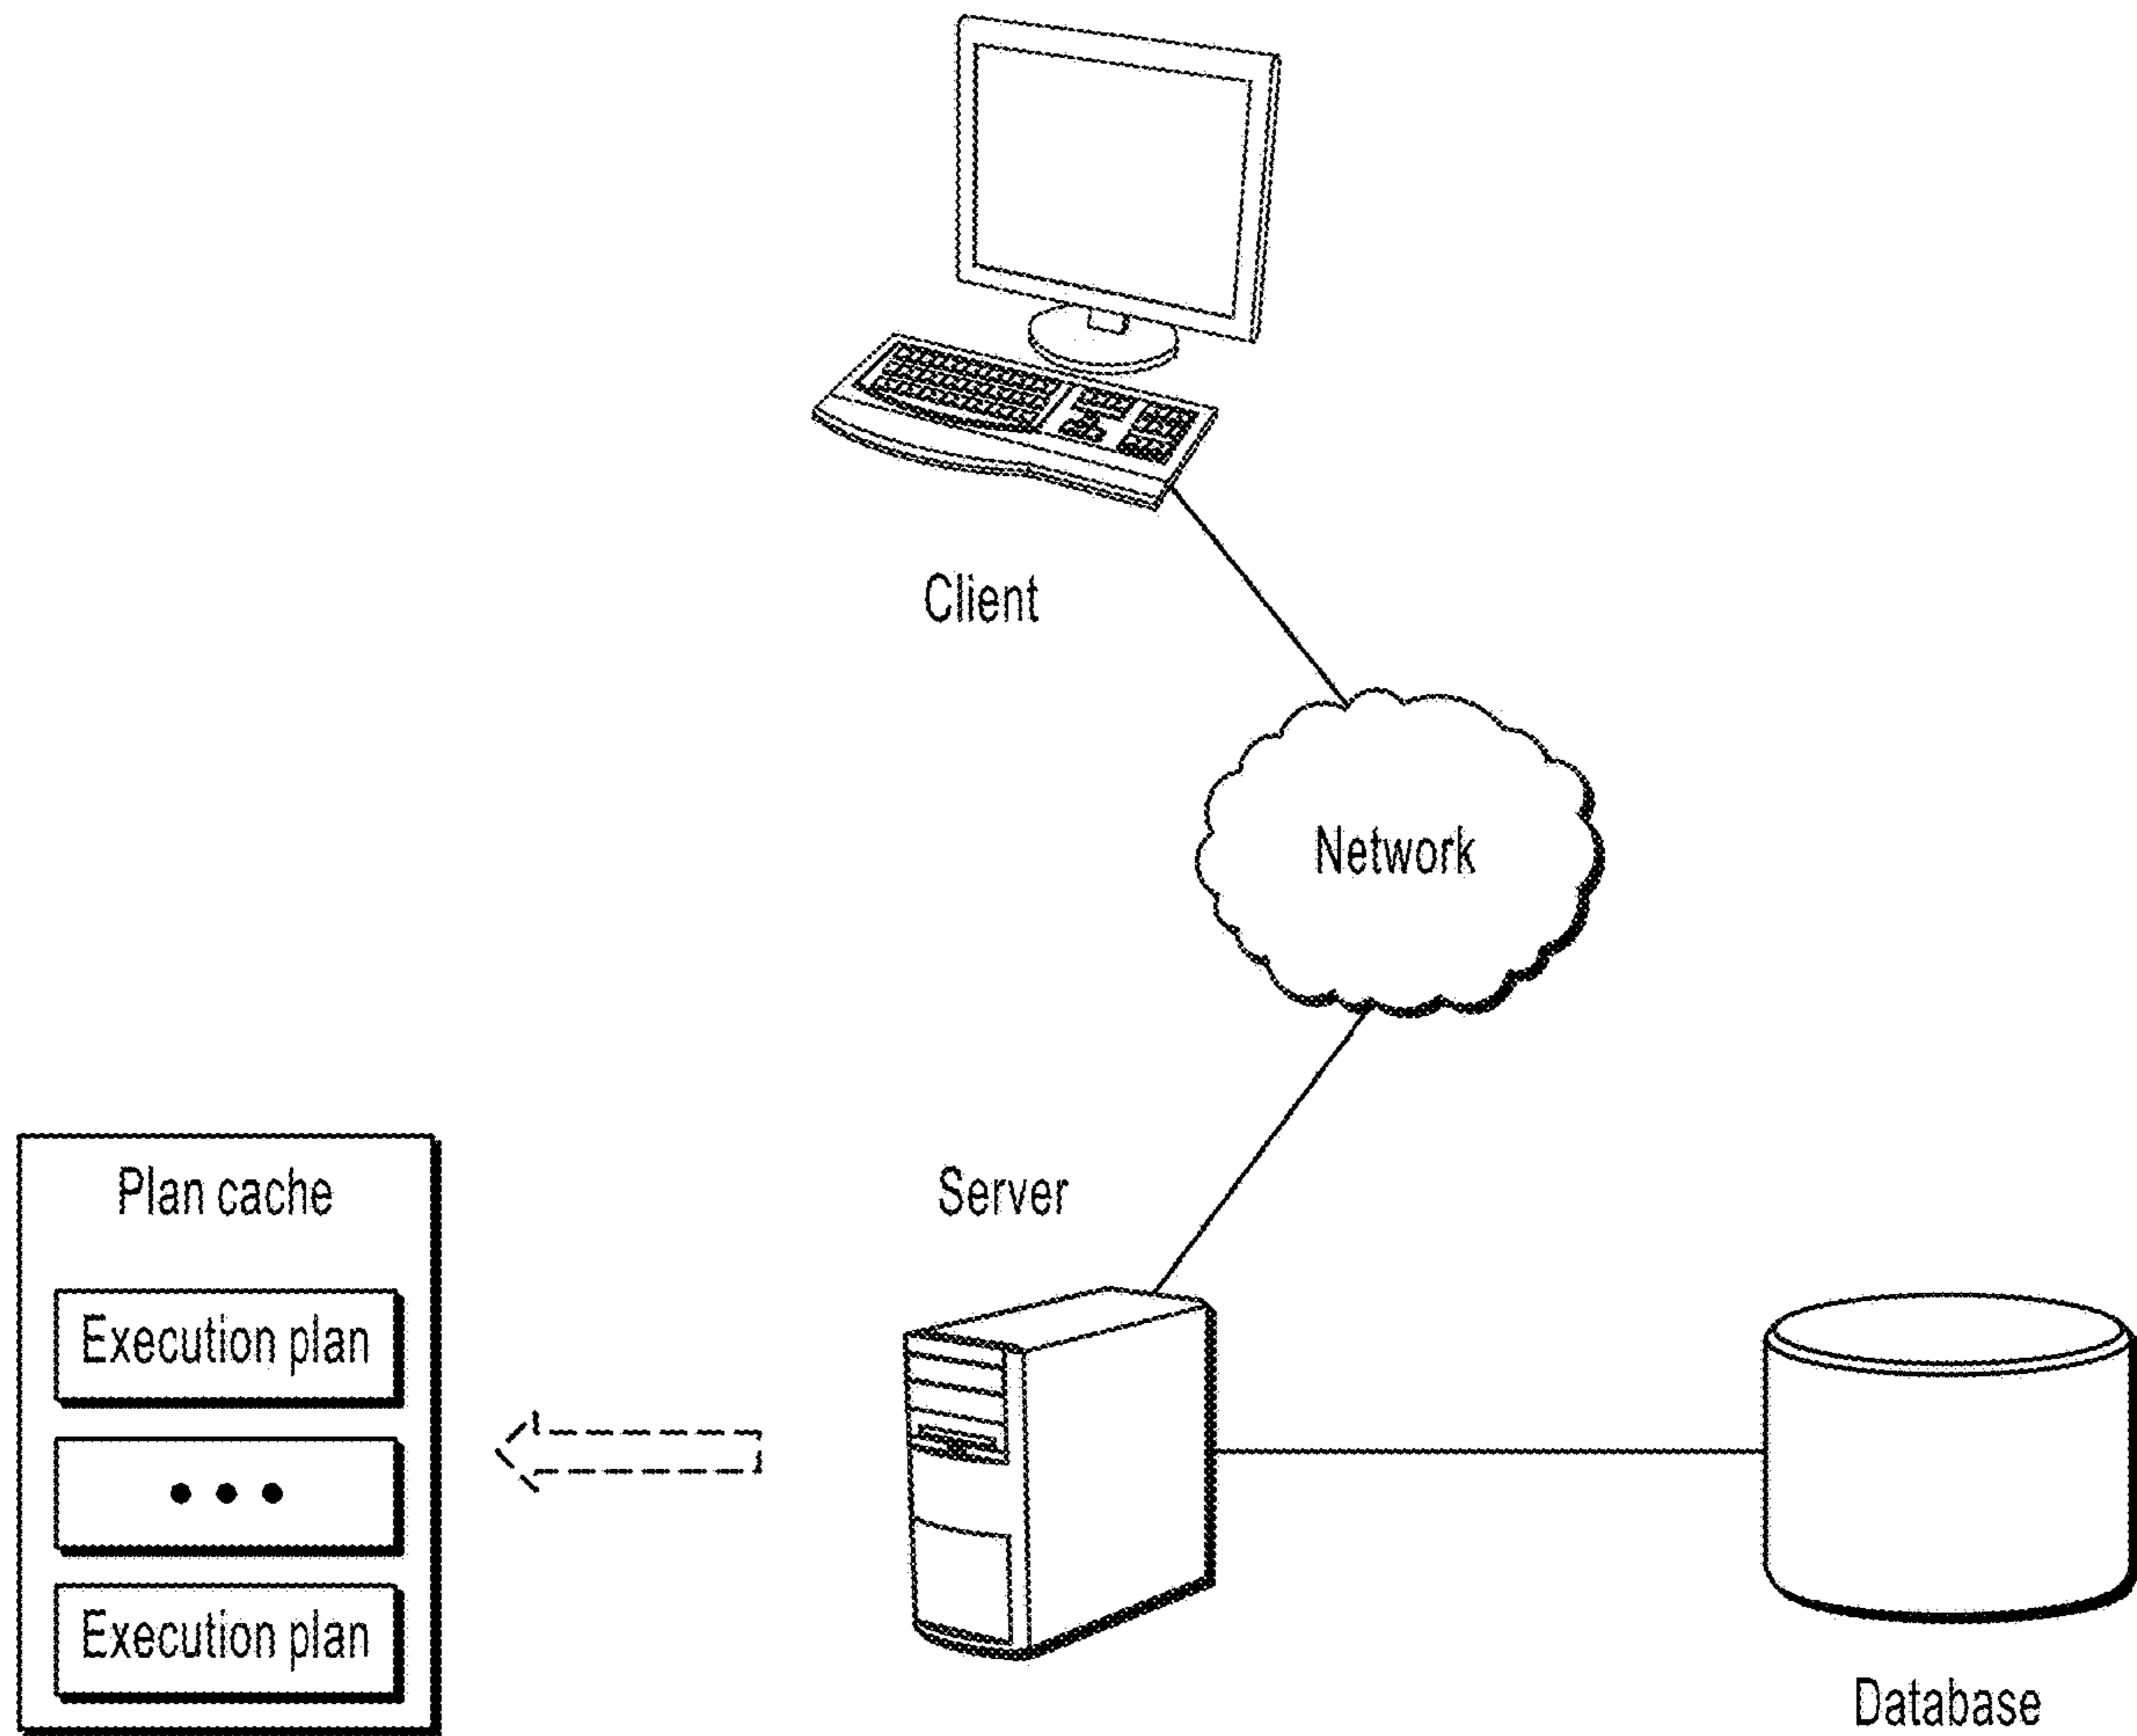 Client
Network
Plan cache
Server
Execution plan
• • •
Execution plan
Database